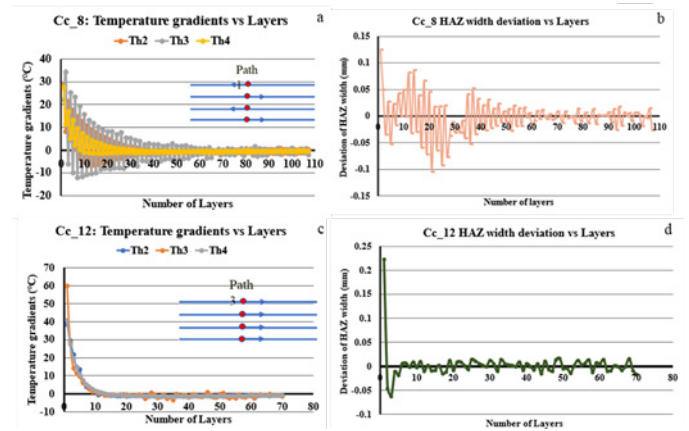 Cc_8: Temperature gradients vs Layers
a
Th2 Th3 Th4
Temperature gradients (°C)
40
30
20
10
0
-10
-20
0 10 20 30 40 50 60 70 80 90 100 110
Path
1
Number of Layers
Cc_8 HAZ width deviation vs Layers
b
Deviation of HAZ width (mm)
0.15
0.1
0.05
0
-0.05
-0.1
-0.15
0 10 20 30 40 50 60 70 80 90 100 110
Number of layers
Cc_12: Temperature gradients vs Layers
c
Th2 Th3 Th4
Temperature gradients (°C)
70
60
50
40
30
20
10
0
-10
0 10 20 30 40 50 60 70 80
Path
3
Number of Layers
Cc_12 HAZ width deviation vs Layers
d
Deviation of HAZ width (mm)
0.25
0.2
0.15
0.1
0.05
0
-0.05
-0.1
0 10 20 30 40 50 60 70 80
Number of Layers